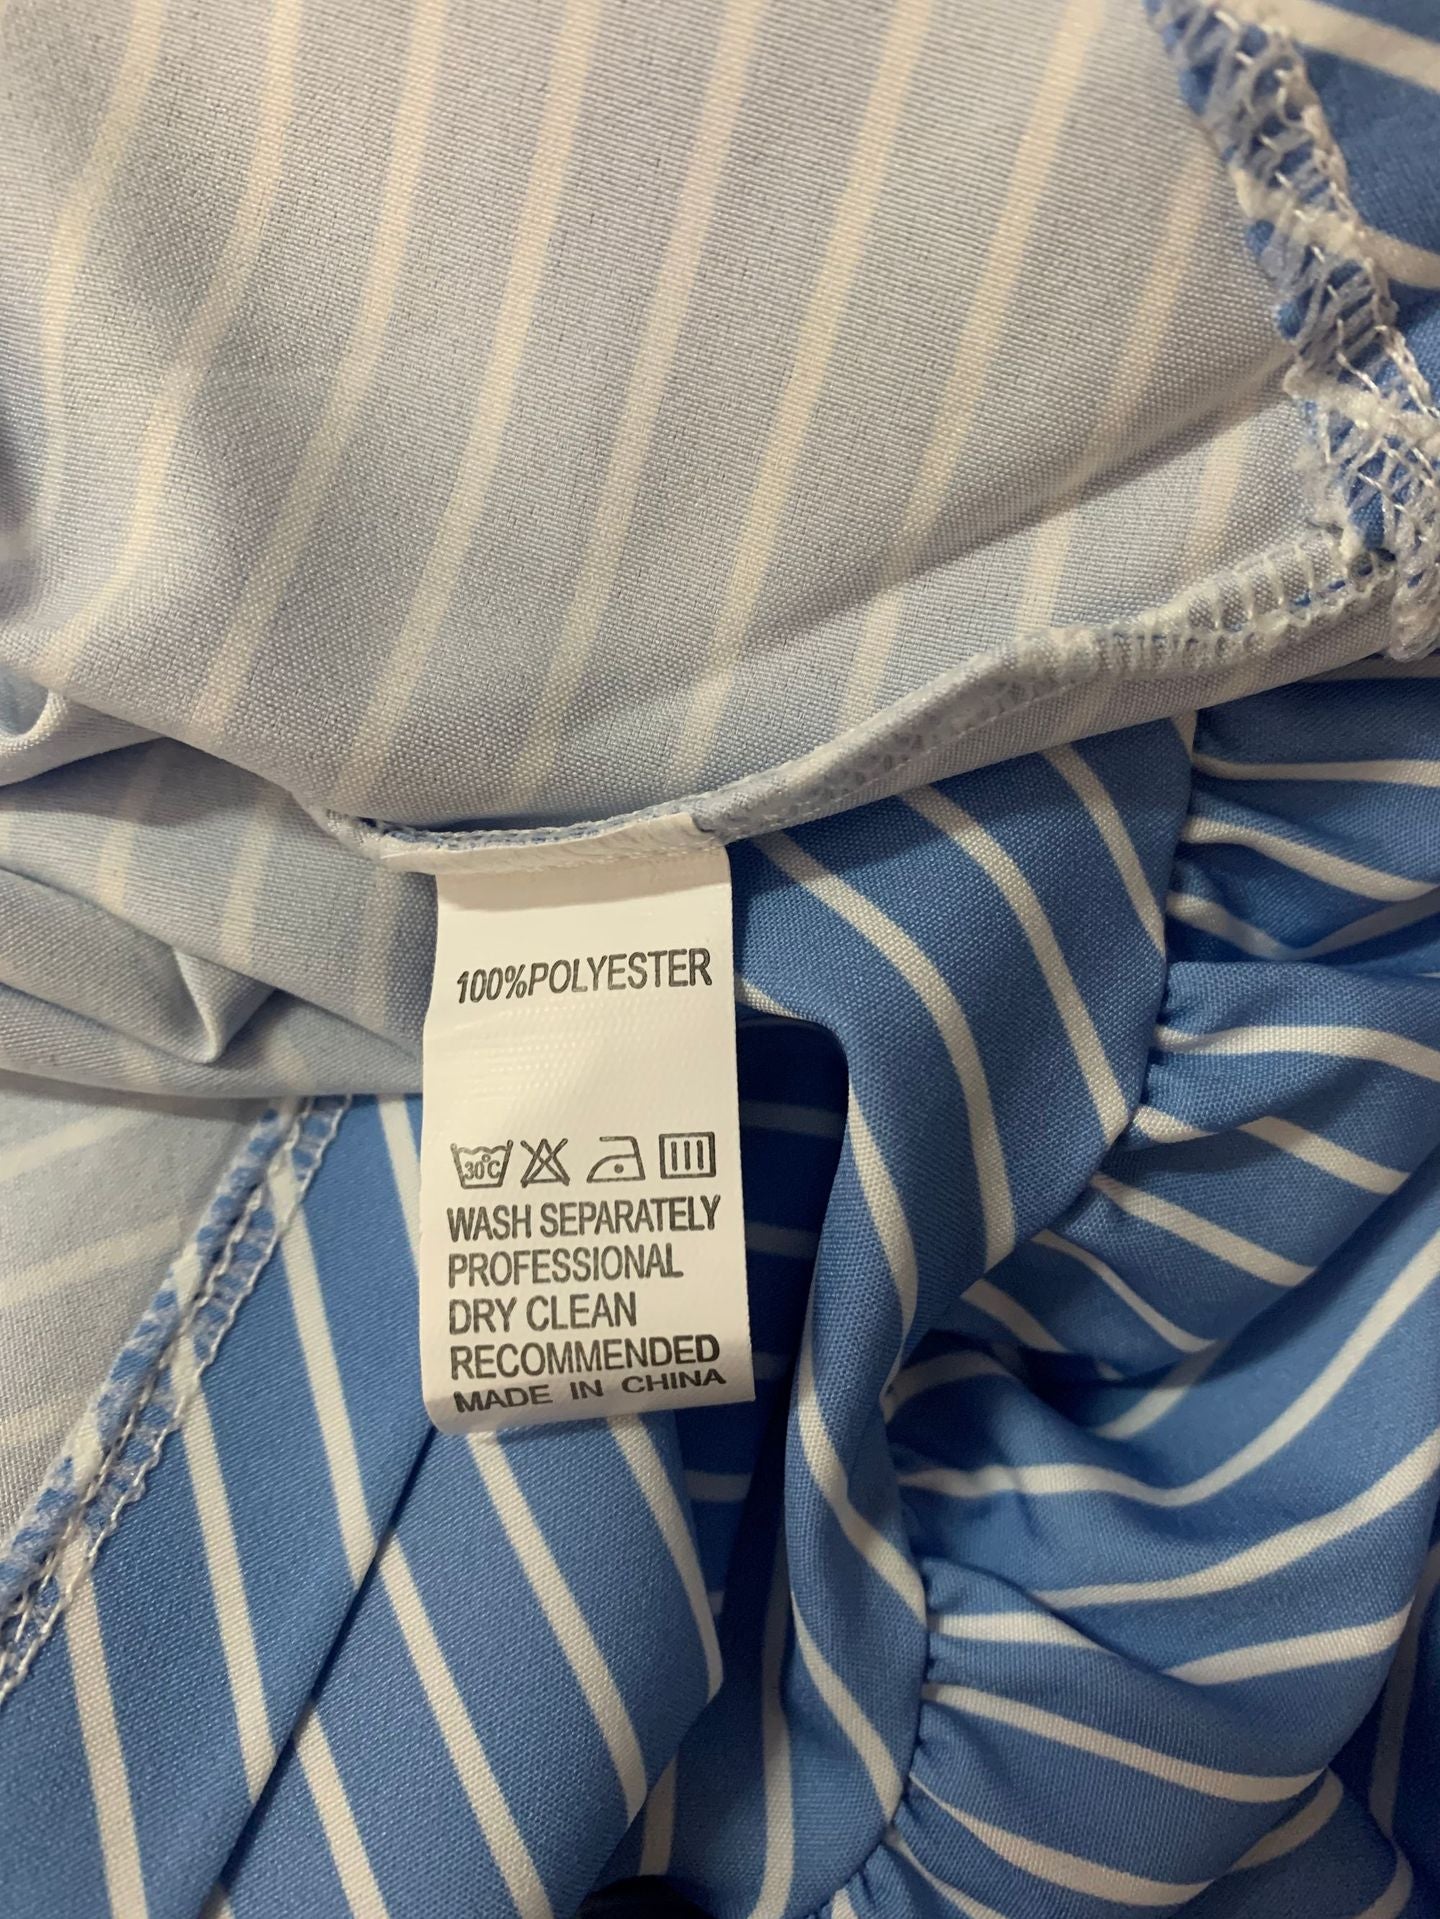 100%POLYESTER
30°C
WASH SEPARATELY
PROFESSIONAL
DRY CLEAN
RECOMMENDED
MADE IN CHINA